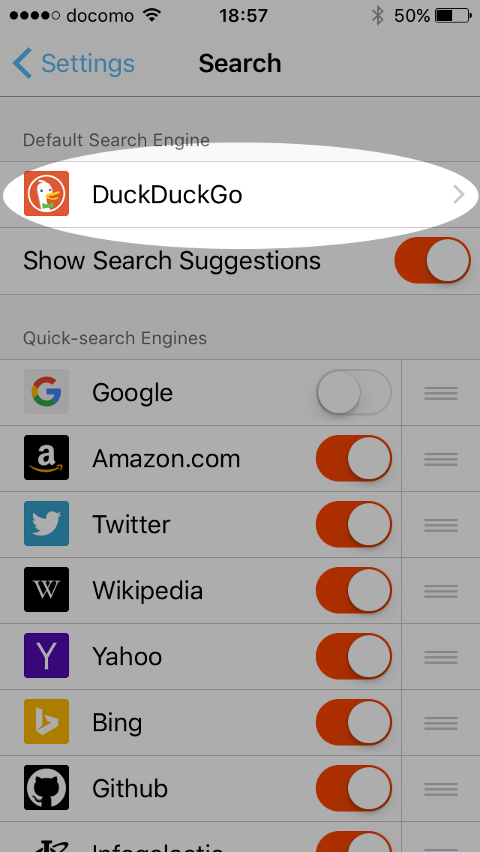 docomo 18:57 50%
Settings Search
Default Search Engine
DuckDuckGo
Show Search Suggestions
Quick-search Engines
Google
Amazon.com
Twitter
Wikipedia
Yahoo
Bing
Github